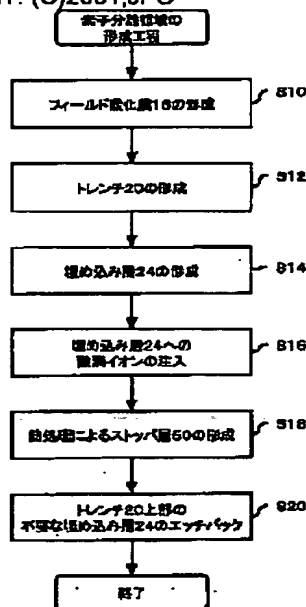 (C)2001,JPO
素子分離領域の
形成工程
フィールド酸化膜16の形成
S10
トレンチ20の形成
S12
埋め込み層24の形成
S14
埋め込み層24への
酸素イオンの注入
S16
熱処理によるストッパ層50の形成
S18
トレンチ20上部の
不要な埋め込み層24のエッチバック
S20
終了